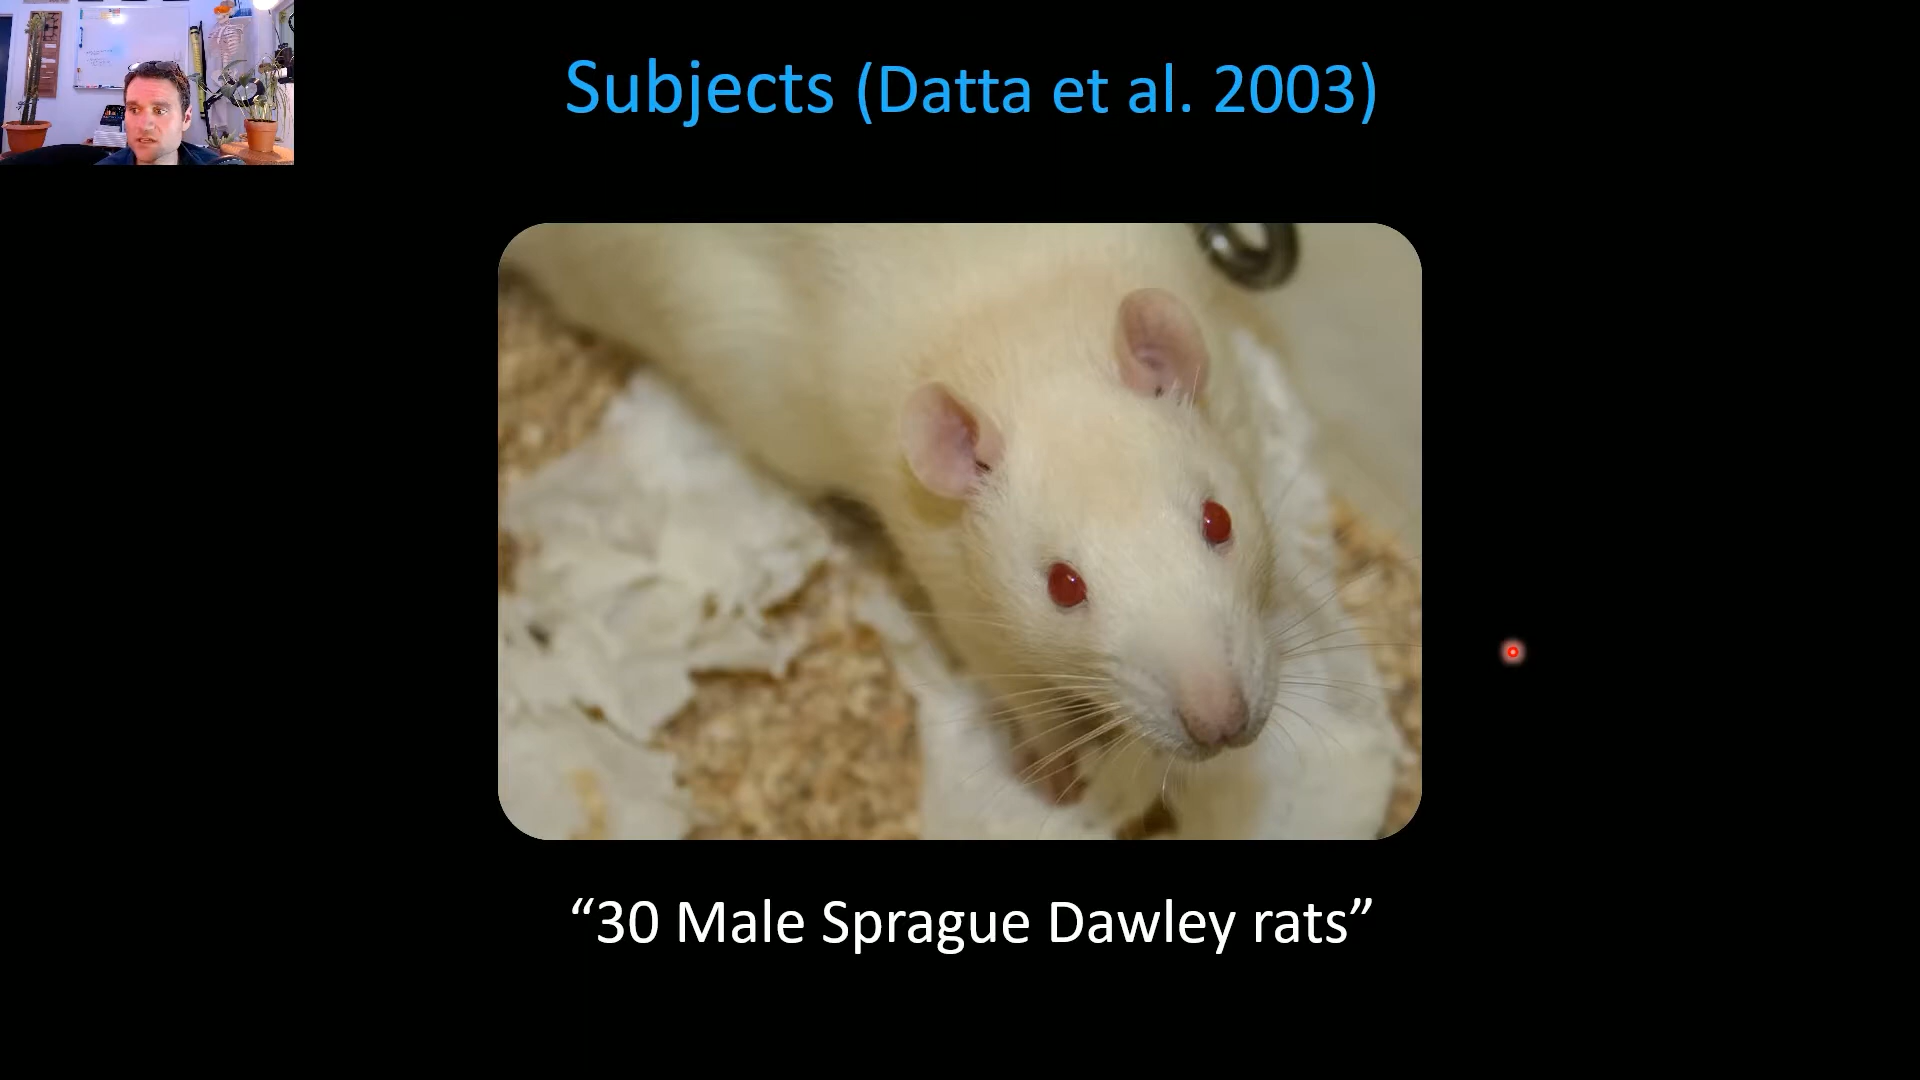 Subjects (Datta et al. 2003)
“30 Male Sprague Dawley rats”